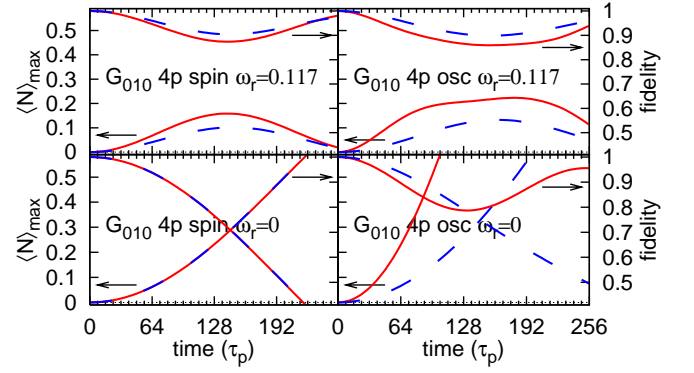 0.5 0.4 0.3 0.2 0.1 0
⟨N⟩max
G010 4p spin ωr=0.117
G010 4p osc ωr=0.117
1 0.9 0.8 0.7 0.6 0.5
fidelity
0.5 0.4 0.3 0.2 0.1 0
⟨N⟩max
G010 4p spin ωr=0
G010 4p osc ωr=0
1 0.9 0.8 0.7 0.6 0.5
fidelity
0 64 128 192 0 64 128 192 256
time (τp)
time (τp)